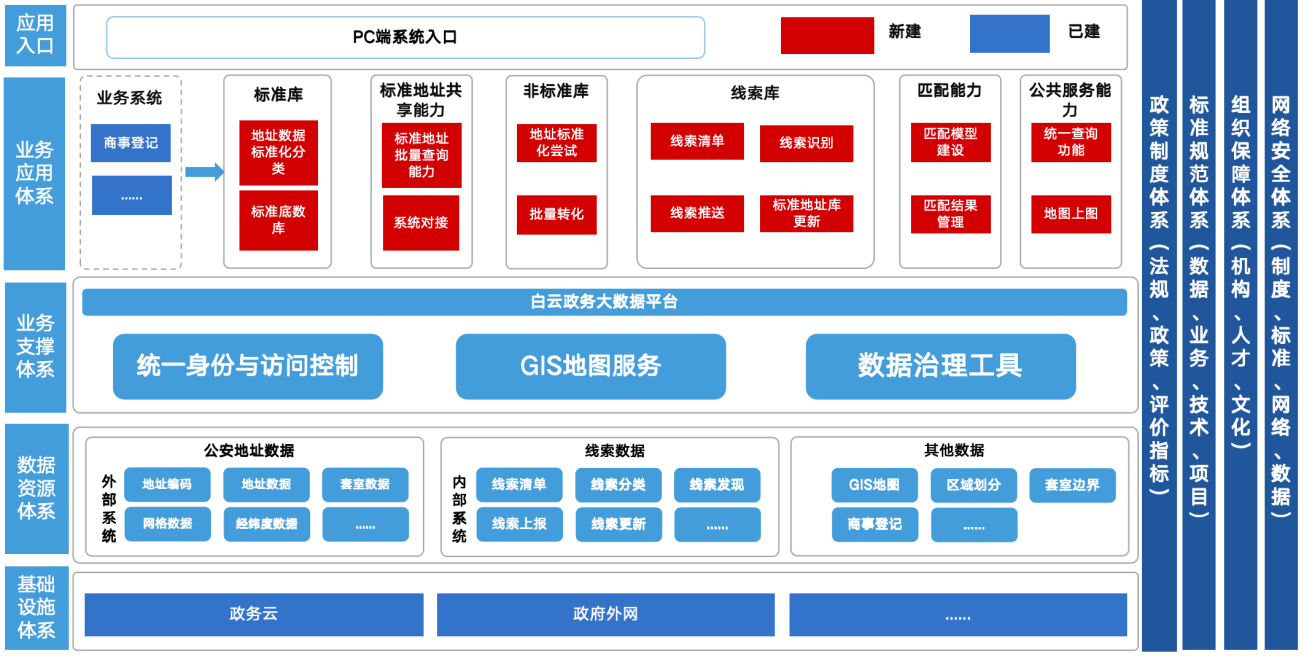 应用
入口
PC端系统入口
新建
已建
业务
应用
体系
业务系统
商事登记
......
标准库
地址数据
标准化分
类
标准底数
库
标准地址共
享能力
标准地址
批量查询
能力
系统对接
非标准库
地址标准
化尝试
批量转化
线索库
线索清单
线索识别
线索推送
标准地址库
更新
匹配能力
匹配模型
建设
匹配结果
管理
公共服务能
力
统一查询
功能
地图上图
业务
支撑
体系
白云政务大数据平台
统一身份与访问控制
GIS地图服务
数据治理工具
数据
资源
体系
公安地址数据
外部系统
地址编码
地址数据
套室数据
网格数据
经纬度数据
......
线索数据
内部系统
线索清单
线索分类
线索发现
线索上报
线索更新
......
其他数据
GIS地图
区域划分
套室边界
商事登记
......
基础
设施
体系
政务云
政府外网
......
政策制度体系(法规、政策、评价指标)
标准规范体系(数据、业务、技术、项目)
组织保障体系(机构、人才、文化)
网络安全体系(制度、标准、网络、数据)